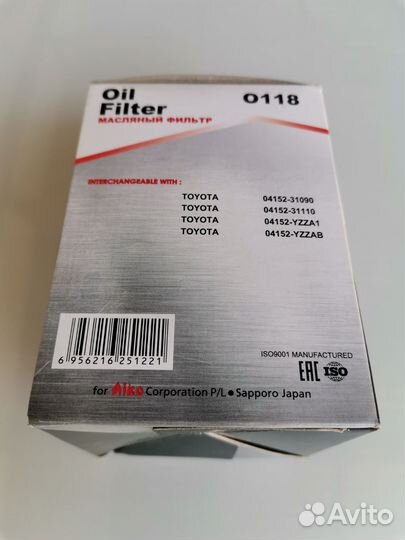 Oil
Filter
O118
МАСЛЯНЫЙ ФИЛЬТР
INTERCHANGEABLE WITH :
TOYOTA 04152-31090
TOYOTA 04152-31110
TOYOTA 04152-YZZA1
TOYOTA 04152-YZZAB
6 956216 251221
ISO9001 MANUFACTURED
EAC ISO
for Aiko Corporation P/L ● Sapporo Japan
Avito